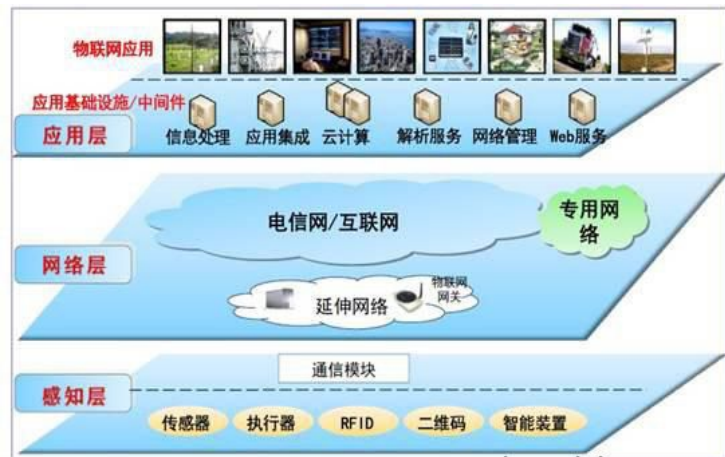 物联网应用
应用基础设施/中间件
应用层
信息处理
应用集成
云计算
解析服务
网络管理
Web服务
电信网/互联网
专用网
络
网络层
物联网
网关
延伸网络
通信模块
感知层
传感器
执行器
RFID
二维码
智能装置